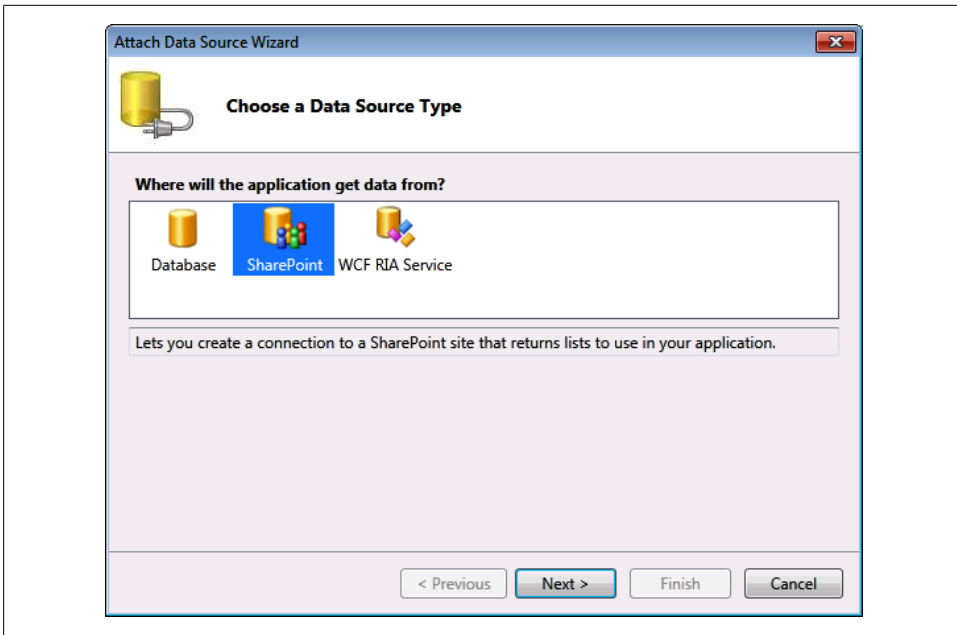 Attach Data Source Wizard
Choose a Data Source Type
Where will the application get data from?
Database SharePoint WCF RIA Service
Lets you create a connection to a SharePoint site that returns lists to use in your application.
< Previous Next > Finish Cancel